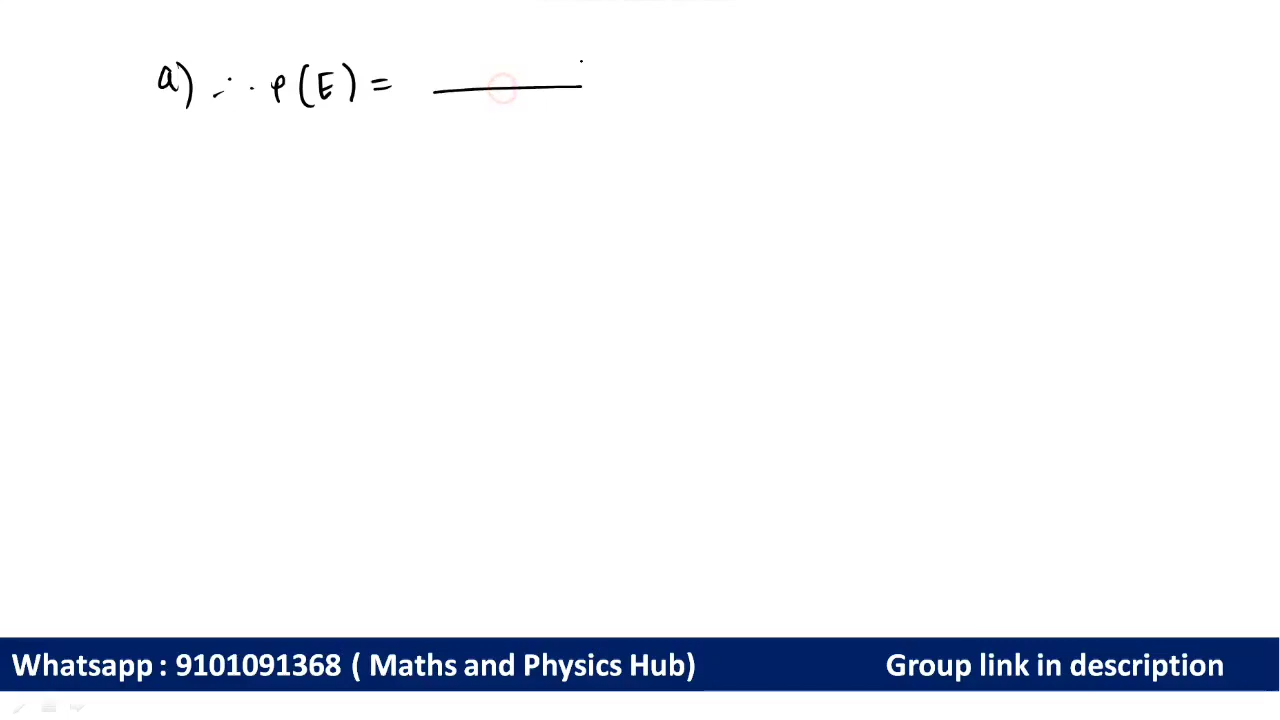 a) ∴ P(E) =
Whatsapp : 9101091368 ( Maths and Physics Hub)
Group link in description